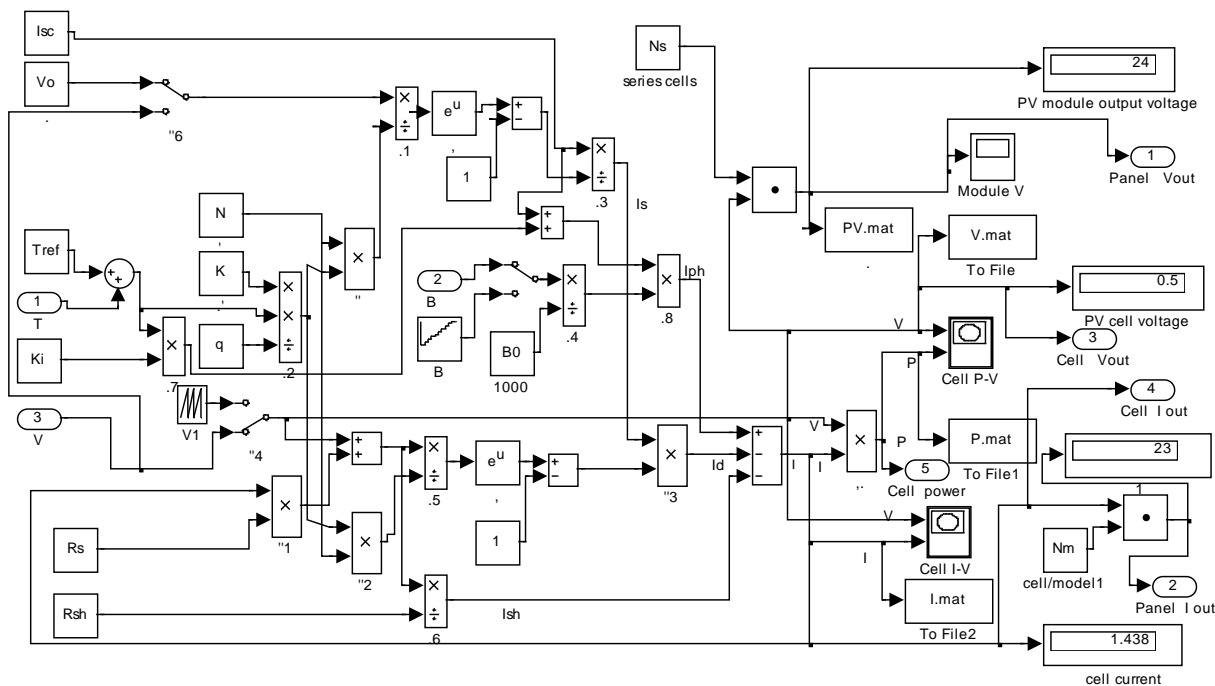 Isc
Vo
.
"6
×
÷
.1
e^u
,
+
−
1
×
÷
.3
Is
Ns
series cells
24
PV module output voltage
1
Panel Vout
Module V
PV.mat
.
V.mat
To File
0.5
PV cell voltage
3
Cell Vout
N
,
K
,
q
×
×
÷
.2
×
"
Tref
+
+
1
T
Ki
×
.7
+
+
2
B
B
×
÷
.4
B0
1000
×
.8
Iph
V
P
Cell P-V
4
Cell I out
V1
3
V
"4
+
+
×
÷
.5
e^u
,
+
−
1
×
"3
Id
+
−
−
I
I
V
×
,.
P
5
Cell power
P.mat
To File1
23
1
Nm
cell/model1
2
Panel I out
V
I
Cell I-V
I.mat
To File2
1.438
cell current
×
"1
×
"2
Rs
Rsh
×
÷
.6
Ish